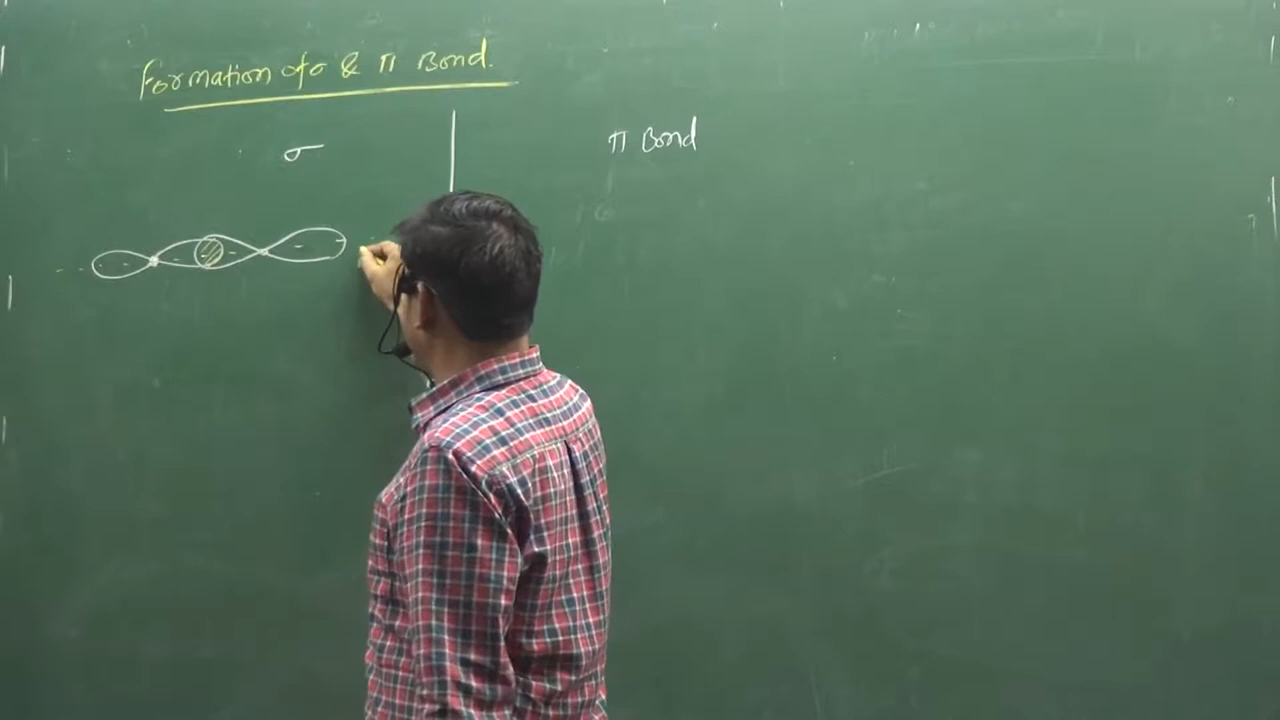 Formation of σ & π Bond.
σ
π Bond